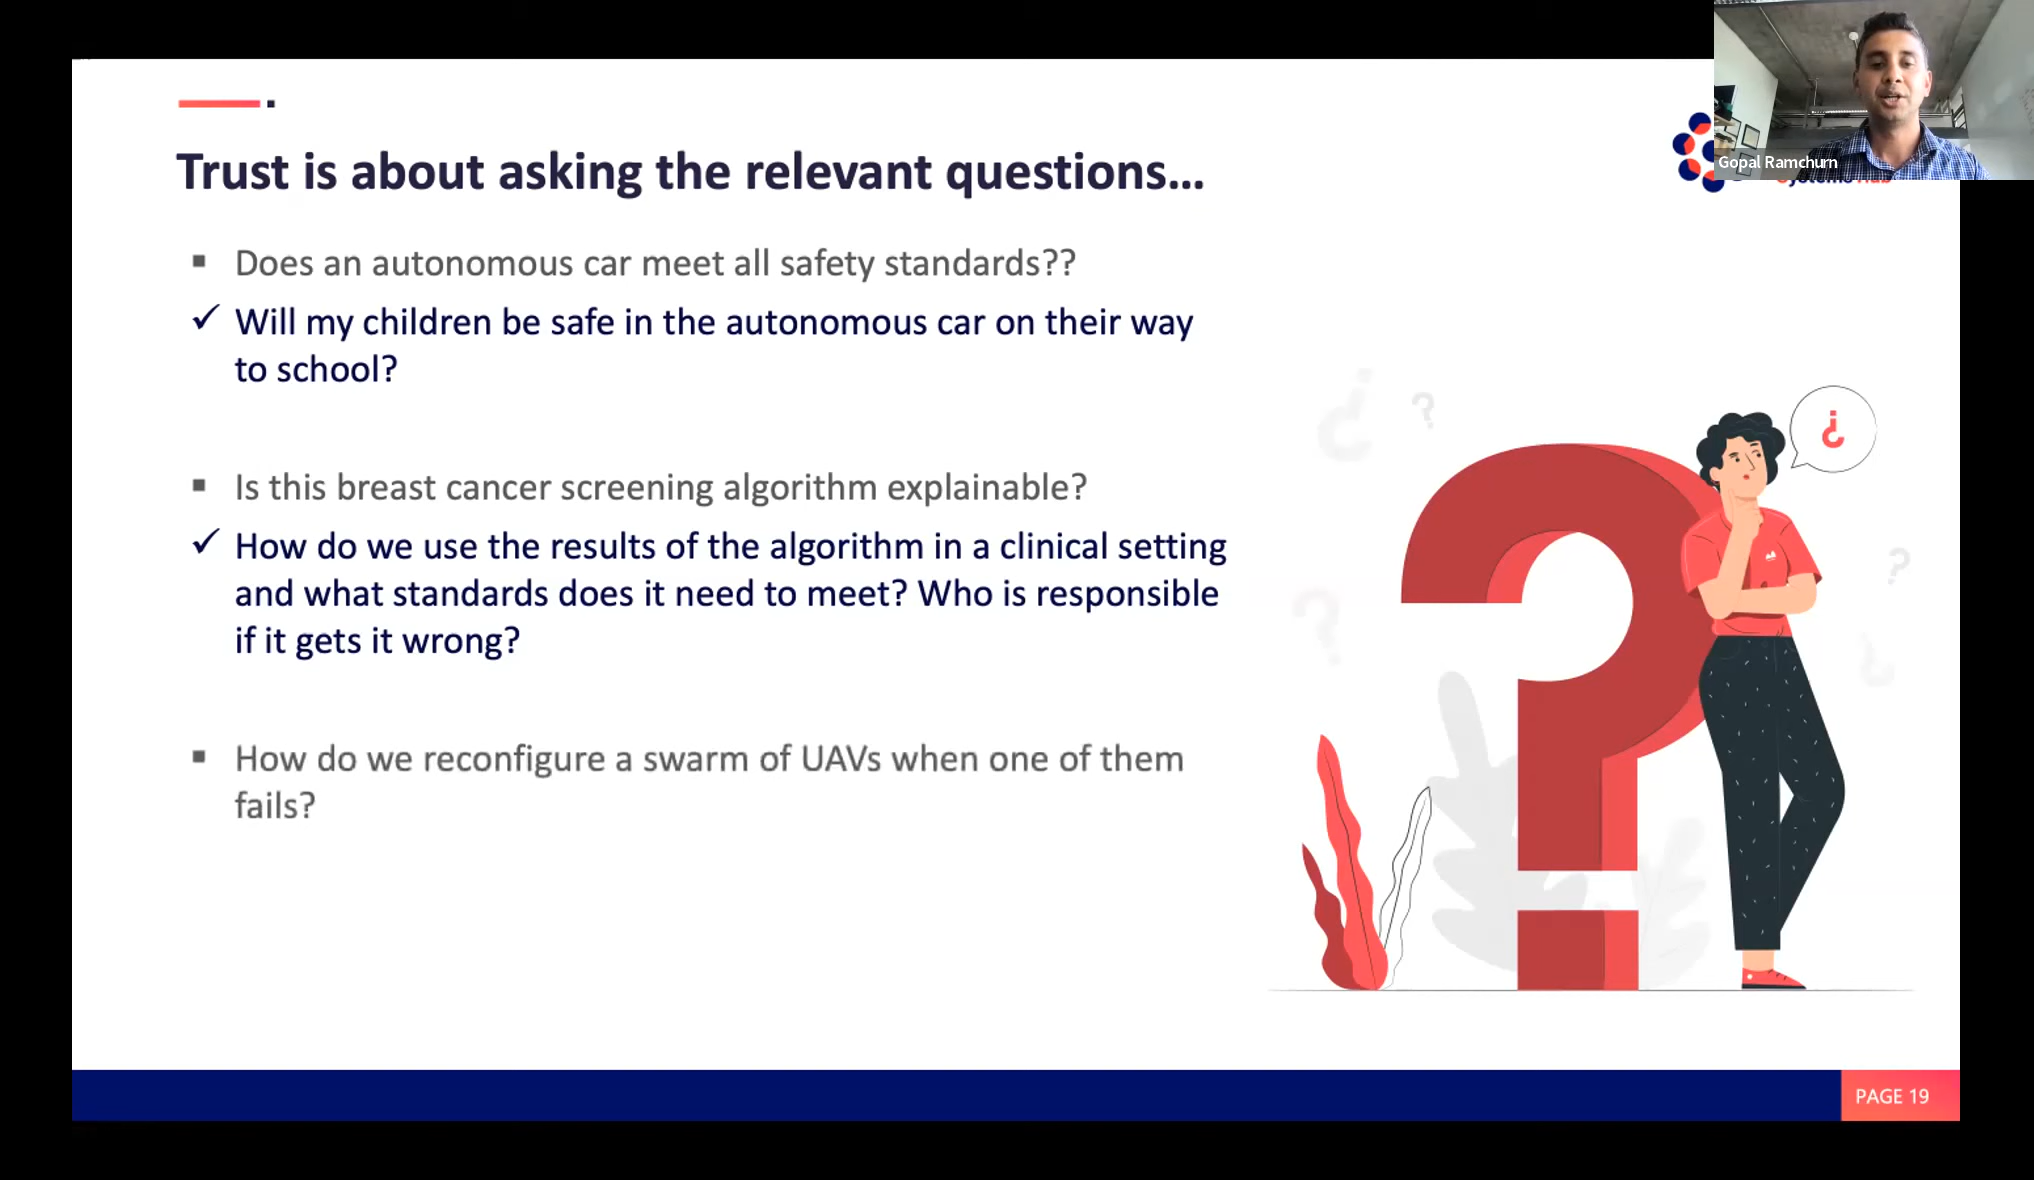 Gopal Ramchurn
Trust is about asking the relevant questions...
▪ Does an autonomous car meet all safety standards??
✓ Will my children be safe in the autonomous car on their way
to school?
▪ Is this breast cancer screening algorithm explainable?
✓ How do we use the results of the algorithm in a clinical setting
and what standards does it need to meet? Who is responsible
if it gets it wrong?
▪ How do we reconfigure a swarm of UAVs when one of them
fails?
PAGE 19